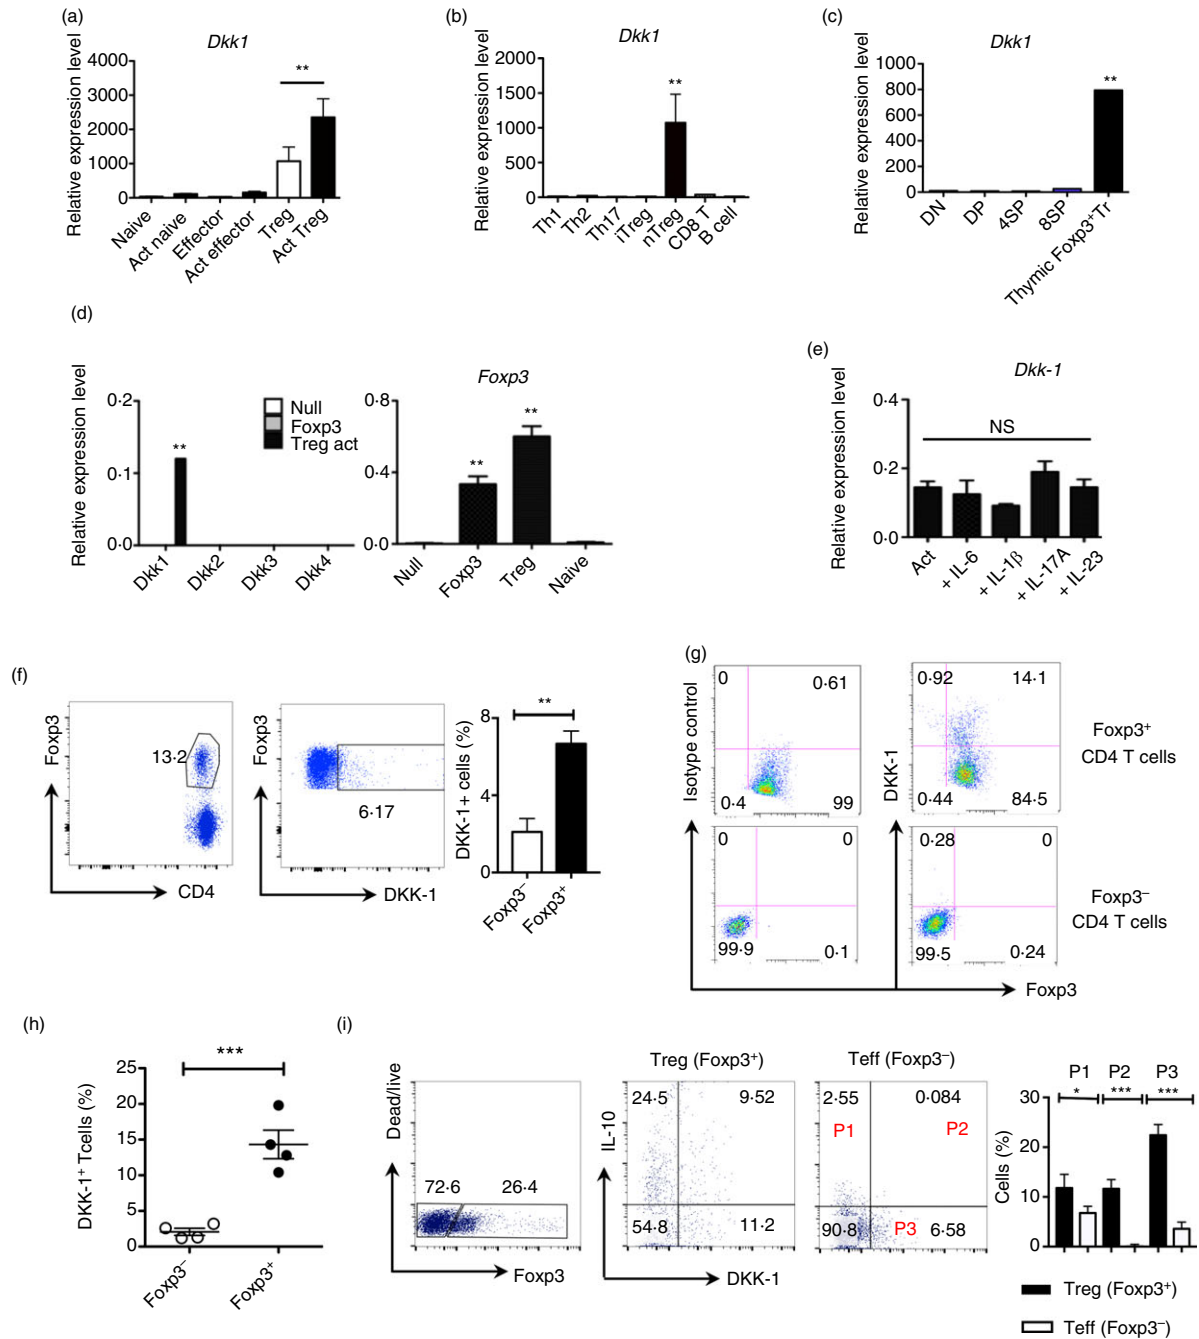 (a)
Dkk1
Relative expression level
4000
3000
2000
1000
0
**
Naive
Act naive
Effector
Act effector
Treg
Act Treg
(b)
Dkk1
Relative expression level
2000
1500
1000
500
0
**
Th1
Th2
Th17
iTreg
nTreg
CD8 T
B cell
(c)
Dkk1
Relative expression level
1000
800
600
400
200
0
**
DN
DP
4SP
8SP
Thymic Foxp3+Tr
(d)
Relative expression level
0·2
0·1
0·0
**
Dkk1
Dkk2
Dkk3
Dkk4
Null
Foxp3
Treg act
Foxp3
0·8
0·4
0·0
**
**
Null
Foxp3
Treg
Naive
(e)
Dkk-1
Relative expression level
0·4
0·2
0·0
NS
Act
+ IL-6
+ IL-1β
+ IL-17A
+ IL-23
(f)
Foxp3
13·2
CD4
Foxp3
6·17
DKK-1
DKK-1+ cells (%)
8
4
0
**
Foxp3–
Foxp3+
(g)
Isotype control
0
0·61
0·4
99
DKK-1
0·92
14·1
0·44
84·5
Foxp3+
CD4 T cells
0
0
99·9
0·1
0·28
0
99·5
0·24
Foxp3–
CD4 T cells
Foxp3
(h)
DKK-1+ Tcells (%)
25
20
15
10
5
0
***
Foxp3–
Foxp3+
(i)
Dead/live
72·6
26·4
Foxp3
Treg (Foxp3+)
IL-10
24·5
9·52
54·8
11·2
DKK-1
Teff (Foxp3–)
2·55
0·084
P1
P2
90·8
P3
6·58
P1 P2 P3
* *** ***
Cells (%)
30
20
10
0
Treg (Foxp3+)
Teff (Foxp3–)